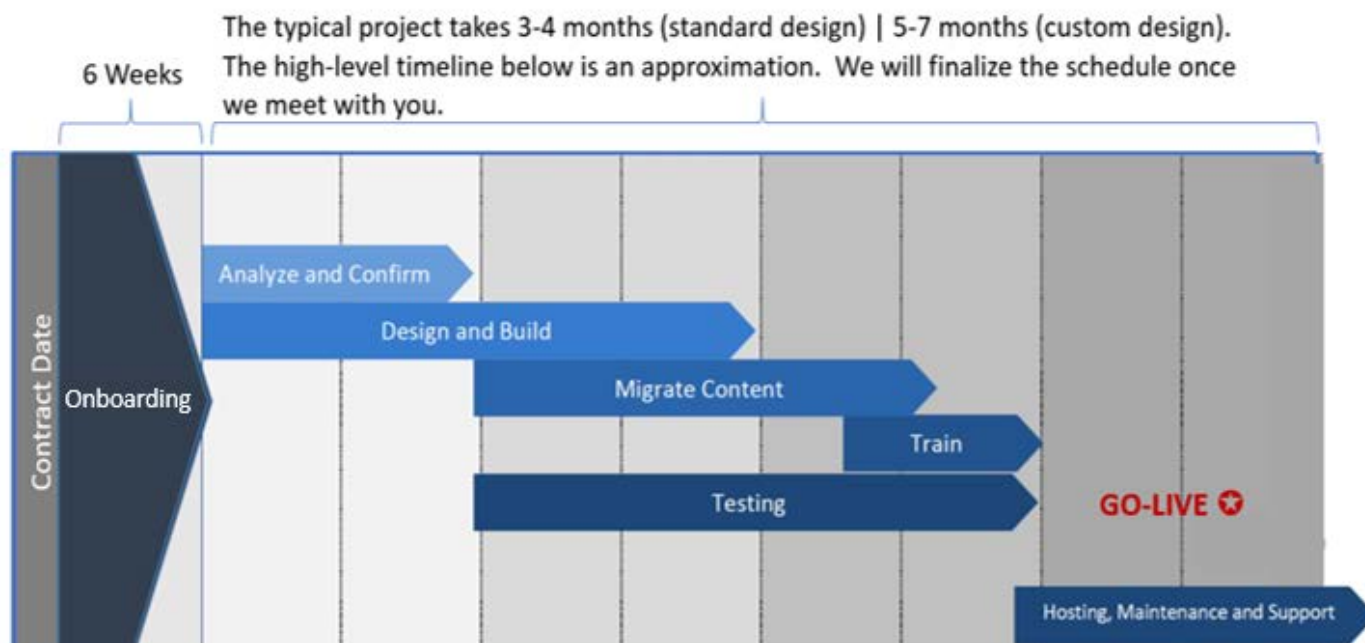 The typical project takes 3-4 months (standard design) | 5-7 months (custom design).
6 Weeks
The high-level timeline below is an approximation.  We will finalize the schedule once
we meet with you.
Contract Date
Onboarding
Analyze and Confirm
Design and Build
Migrate Content
Train
Testing
GO-LIVE
Hosting, Maintenance and Support